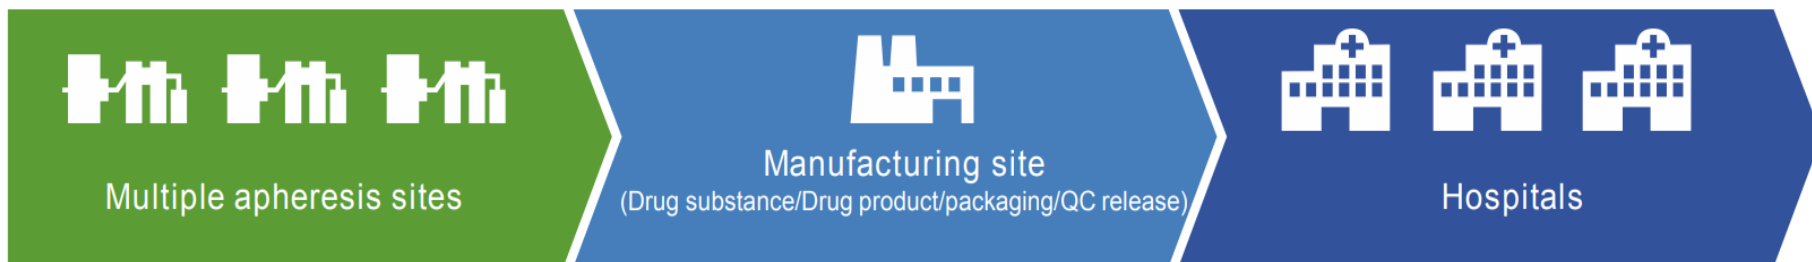 Multiple apheresis sites
Manufacturing site
(Drug substance/Drug product/packaging/QC release)
Hospitals